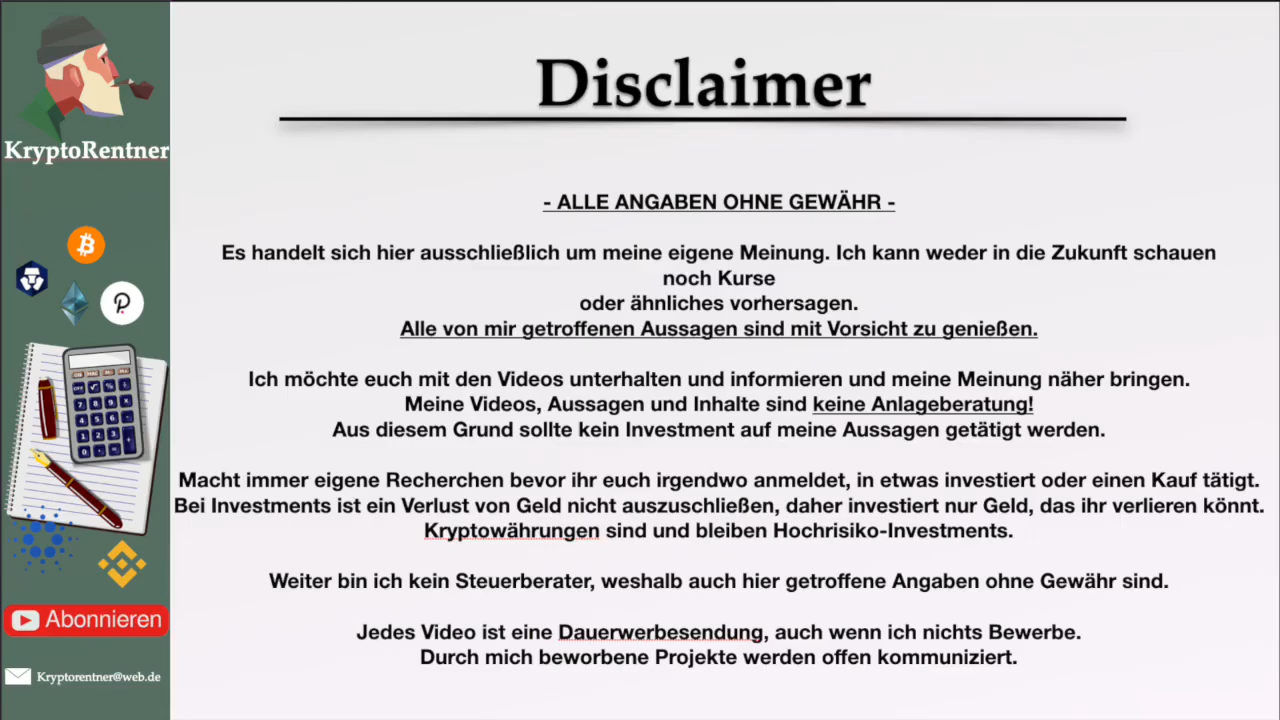 Disclaimer
KryptoRentner
- ALLE ANGABEN OHNE GEWÄHR -
Es handelt sich hier ausschließlich um meine eigene Meinung. Ich kann weder in die Zukunft schauen
noch Kurse
oder ähnliches vorhersagen.
Alle von mir getroffenen Aussagen sind mit Vorsicht zu genießen.
Ich möchte euch mit den Videos unterhalten und informieren und meine Meinung näher bringen.
Meine Videos, Aussagen und Inhalte sind keine Anlageberatung!
Aus diesem Grund sollte kein Investment auf meine Aussagen getätigt werden.
Macht immer eigene Recherchen bevor ihr euch irgendwo anmeldet, in etwas investiert oder einen Kauf tätigt.
Bei Investments ist ein Verlust von Geld nicht auszuschließen, daher investiert nur Geld, das ihr verlieren könnt.
Kryptowährungen sind und bleiben Hochrisiko-Investments.
Weiter bin ich kein Steuerberater, weshalb auch hier getroffene Angaben ohne Gewähr sind.
Jedes Video ist eine Dauerwerbesendung, auch wenn ich nichts Bewerbe.
Durch mich beworbene Projekte werden offen kommuniziert.
Abonnieren
Kryptorentner@web.de